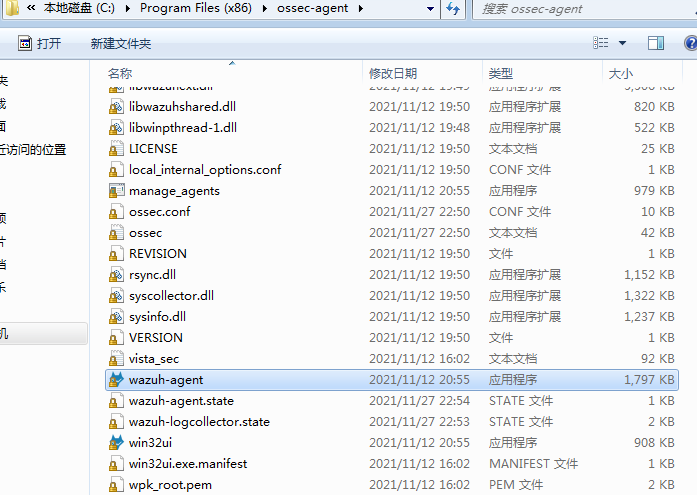 « 本地磁盘 (C:) ▸ Program Files (x86) ▸ ossec-agent ▸ 搜索 ossec-agent
打开 新建文件夹
名称 修改日期 类型 大小
libwazuhext.dll 2021/11/12 19:49 应用程序扩展
libwazuhshared.dll 2021/11/12 19:50 应用程序扩展 820 KB
libwinpthread-1.dll 2021/11/12 19:48 应用程序扩展 522 KB
LICENSE 2021/11/12 19:50 文本文档 25 KB
近访问的位置
local_internal_options.conf 2021/11/12 19:50 CONF 文件 1 KB
manage_agents 2021/11/12 20:55 应用程序 979 KB
ossec.conf 2021/11/27 22:50 CONF 文件 10 KB
ossec 2021/11/27 22:50 文本文档 42 KB
REVISION 2021/11/12 19:50 文件 1 KB
rsync.dll 2021/11/12 19:50 应用程序扩展 1,152 KB
syscollector.dll 2021/11/12 19:50 应用程序扩展 1,322 KB
sysinfo.dll 2021/11/12 19:50 应用程序扩展 1,237 KB
VERSION 2021/11/12 19:50 文件 1 KB
vista_sec 2021/11/12 16:02 文本文档 92 KB
wazuh-agent 2021/11/12 20:55 应用程序 1,797 KB
wazuh-agent.state 2021/11/27 22:54 STATE 文件 1 KB
wazuh-logcollector.state 2021/11/27 22:53 STATE 文件 2 KB
win32ui 2021/11/12 20:55 应用程序 908 KB
win32ui.exe.manifest 2021/11/12 16:02 MANIFEST 文件 1 KB
wpk_root.pem 2021/11/12 16:02 PEM 文件 2 KB